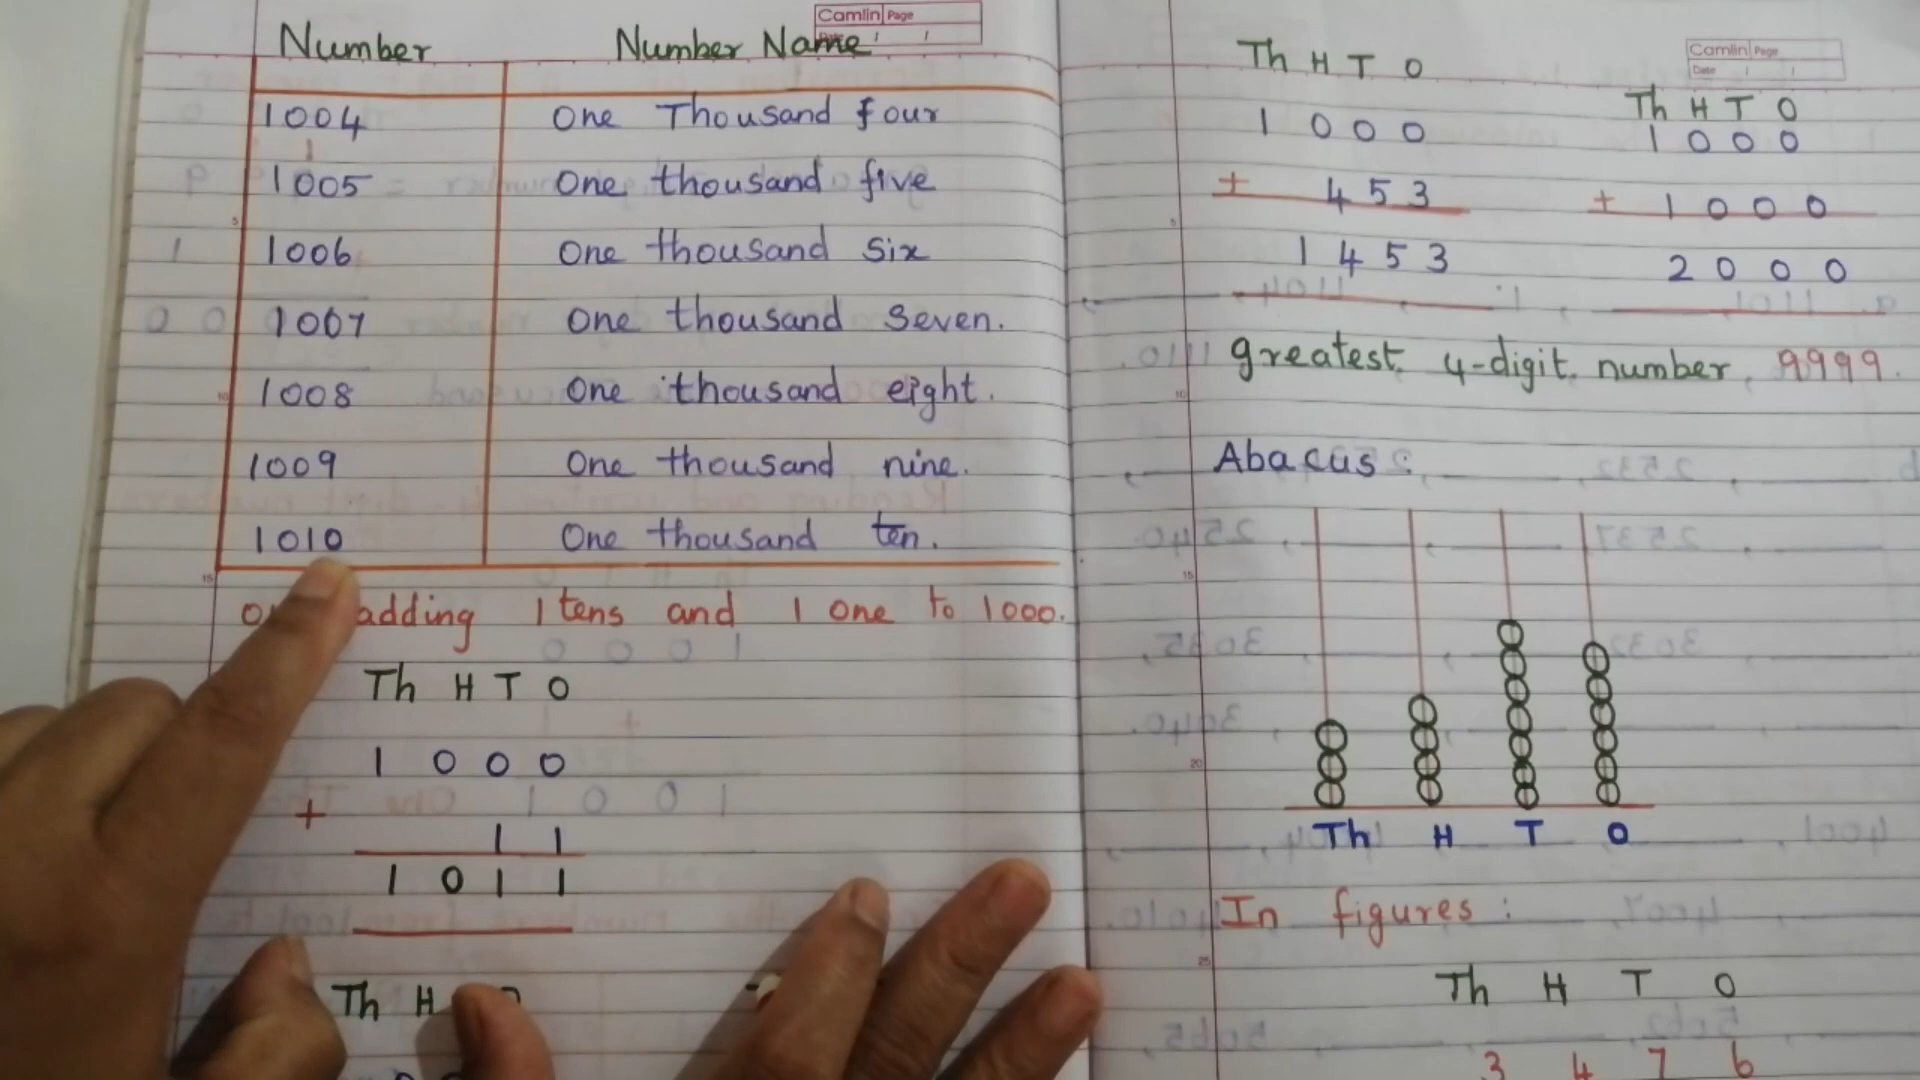 Camlin Page
Number Number Name
1004 One Thousand four
1005 One thousand five
1006 One thousand six
1007 One thousand seven.
1008 One thousand eight.
1009 One thousand nine.
1010 One thousand ten.
adding 1 tens and 1 one to 1000.
Th H T O
1 0 0 0
+
1 1
1 0 1 1
Th H
Camlin Page
Date
Th H T O
1 0 0 0
+ 4 5 3
1 4 5 3
Th H T O
1 0 0 0
+ 1 0 0 0
2 0 0 0
greatest 4-digit number, 9999.
Abacus :
Th H T O
In figures :
Th H T O
3 4 7 6